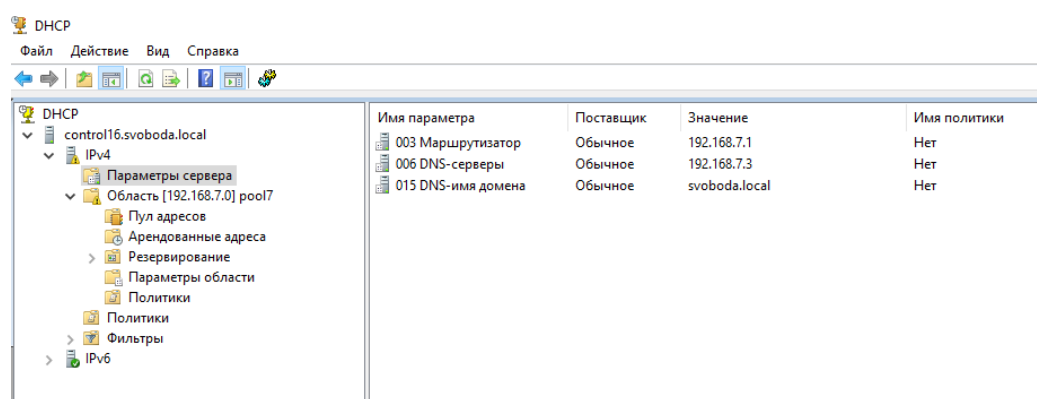 DHCP
Файл Действие Вид Справка
DHCP
control16.svoboda.local
IPv4
Параметры сервера
Область [192.168.7.0] pool7
Пул адресов
Арендованные адреса
Резервирование
Параметры области
Политики
Политики
Фильтры
IPv6
Имя параметра Поставщик Значение Имя политики
003 Маршрутизатор Обычное 192.168.7.1 Нет
006 DNS-серверы Обычное 192.168.7.3 Нет
015 DNS-имя домена Обычное svoboda.local Нет